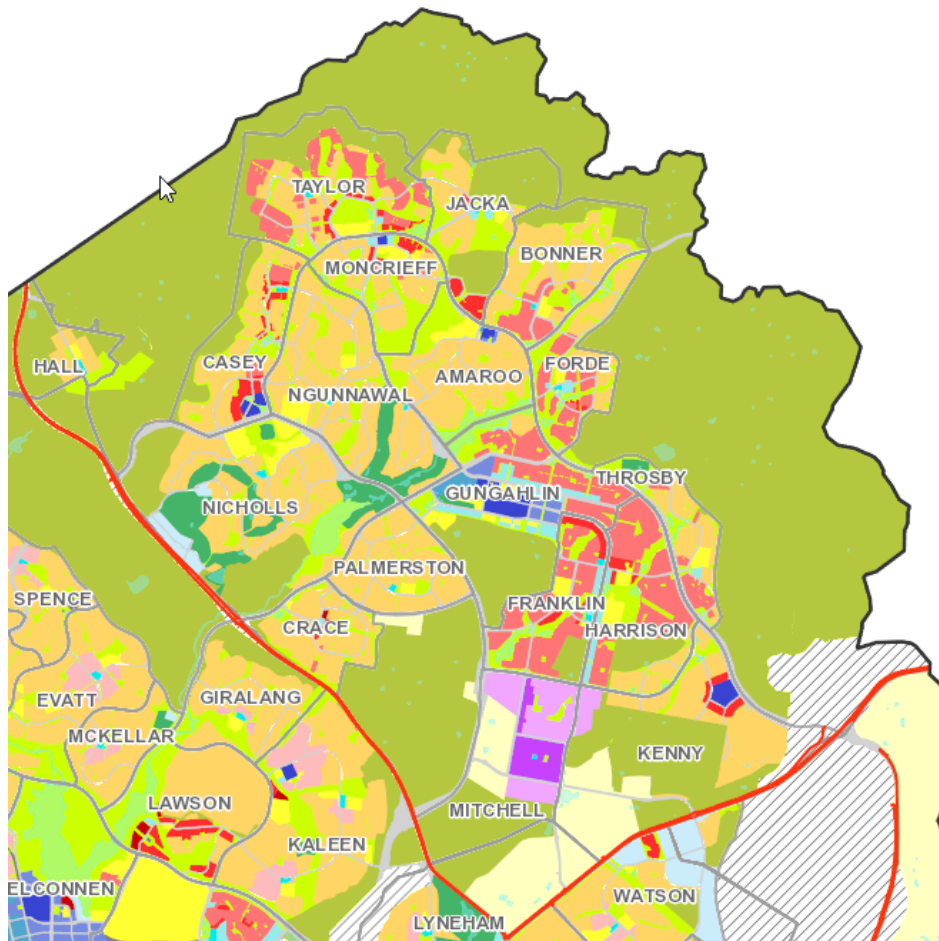 TAYLOR
JACKA
BONNER
MONCRIEFF
HALL
CASEY
FORDE
AMAROO
NGUNNAWAL
THROSBY
GUNGAHLIN
NICHOLLS
PALMERSTON
SPENCE
FRANKLIN
CRACE
HARRISON
EVATT
GIRALANG
MCKELLAR
KENNY
LAWSON
MITCHELL
KALEEN
ELCONNEN
WATSON
LYNEHAM